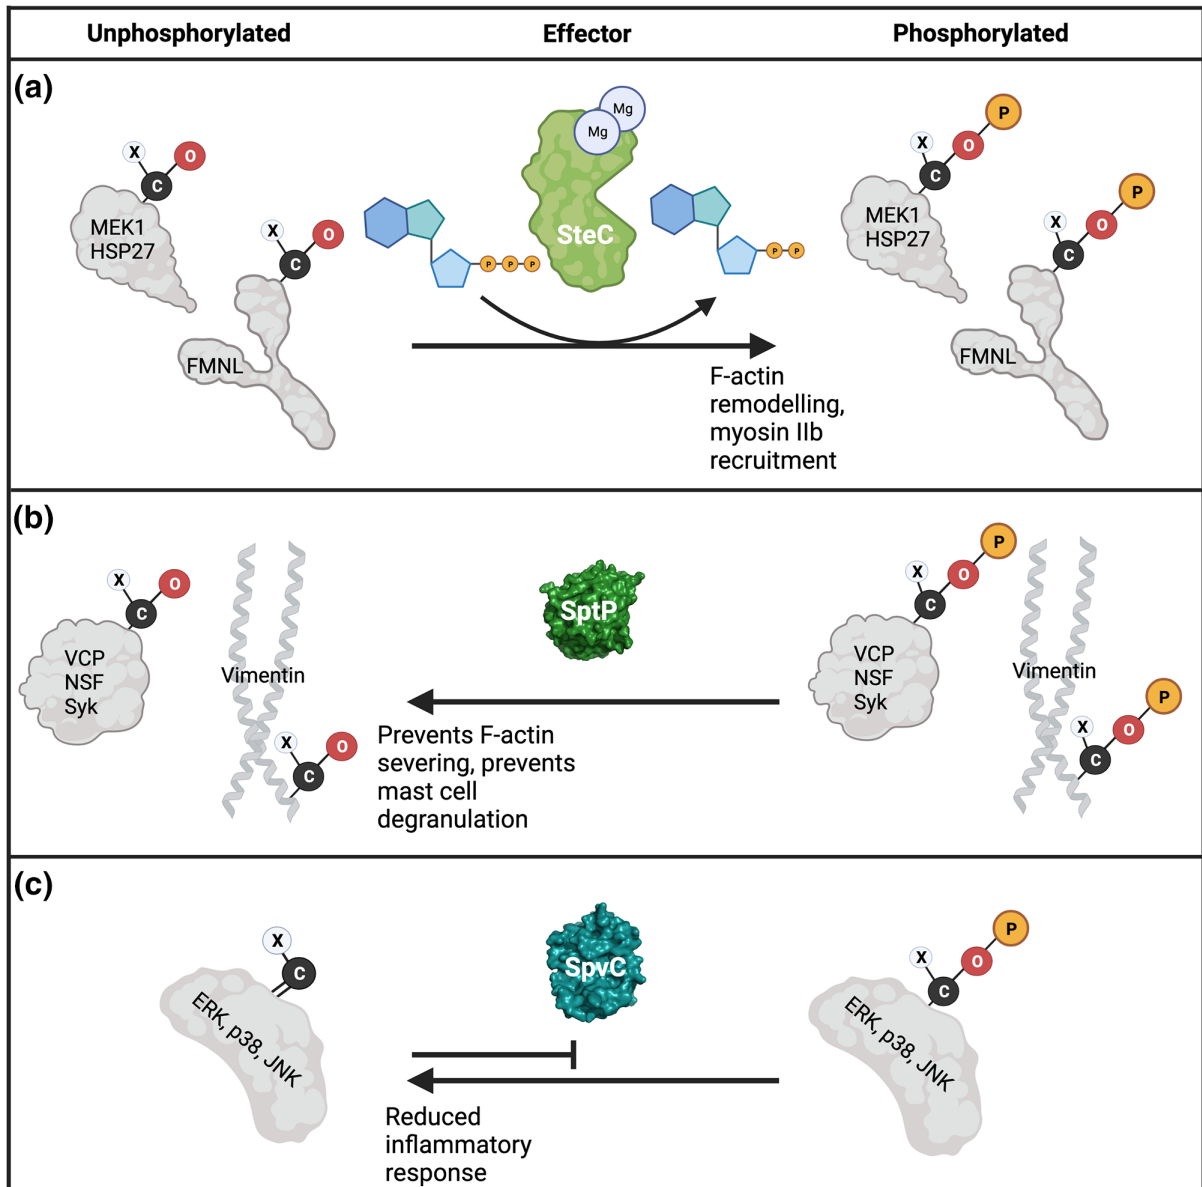 Unphosphorylated
Effector
Phosphorylated
(a)
X
C
O
MEK1
HSP27
X
C
O
FMNL
P P P
Mg
Mg
SteC
P P
F-actin
remodelling,
myosin IIb
recruitment
X
C
O
P
MEK1
HSP27
X
C
O
P
FMNL
(b)
X
C
O
VCP
NSF
Syk
Vimentin
X
C
O
SptP
Prevents F-actin
severing, prevents
mast cell
degranulation
X
C
O
P
VCP
NSF
Syk
Vimentin
X
C
O
P
(c)
X
C
ERK, p38, JNK
SpvC
Reduced
inflammatory
response
X
C
O
P
ERK, p38, JNK